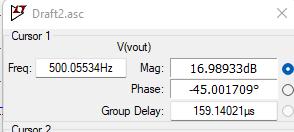 Draft2.asc
Cursor 1
V(vout)
Freq: 500.05534Hz Mag: 16.98933dB
Phase: -45.001709°
Group Delay: 159.14021µs
Cursor 2